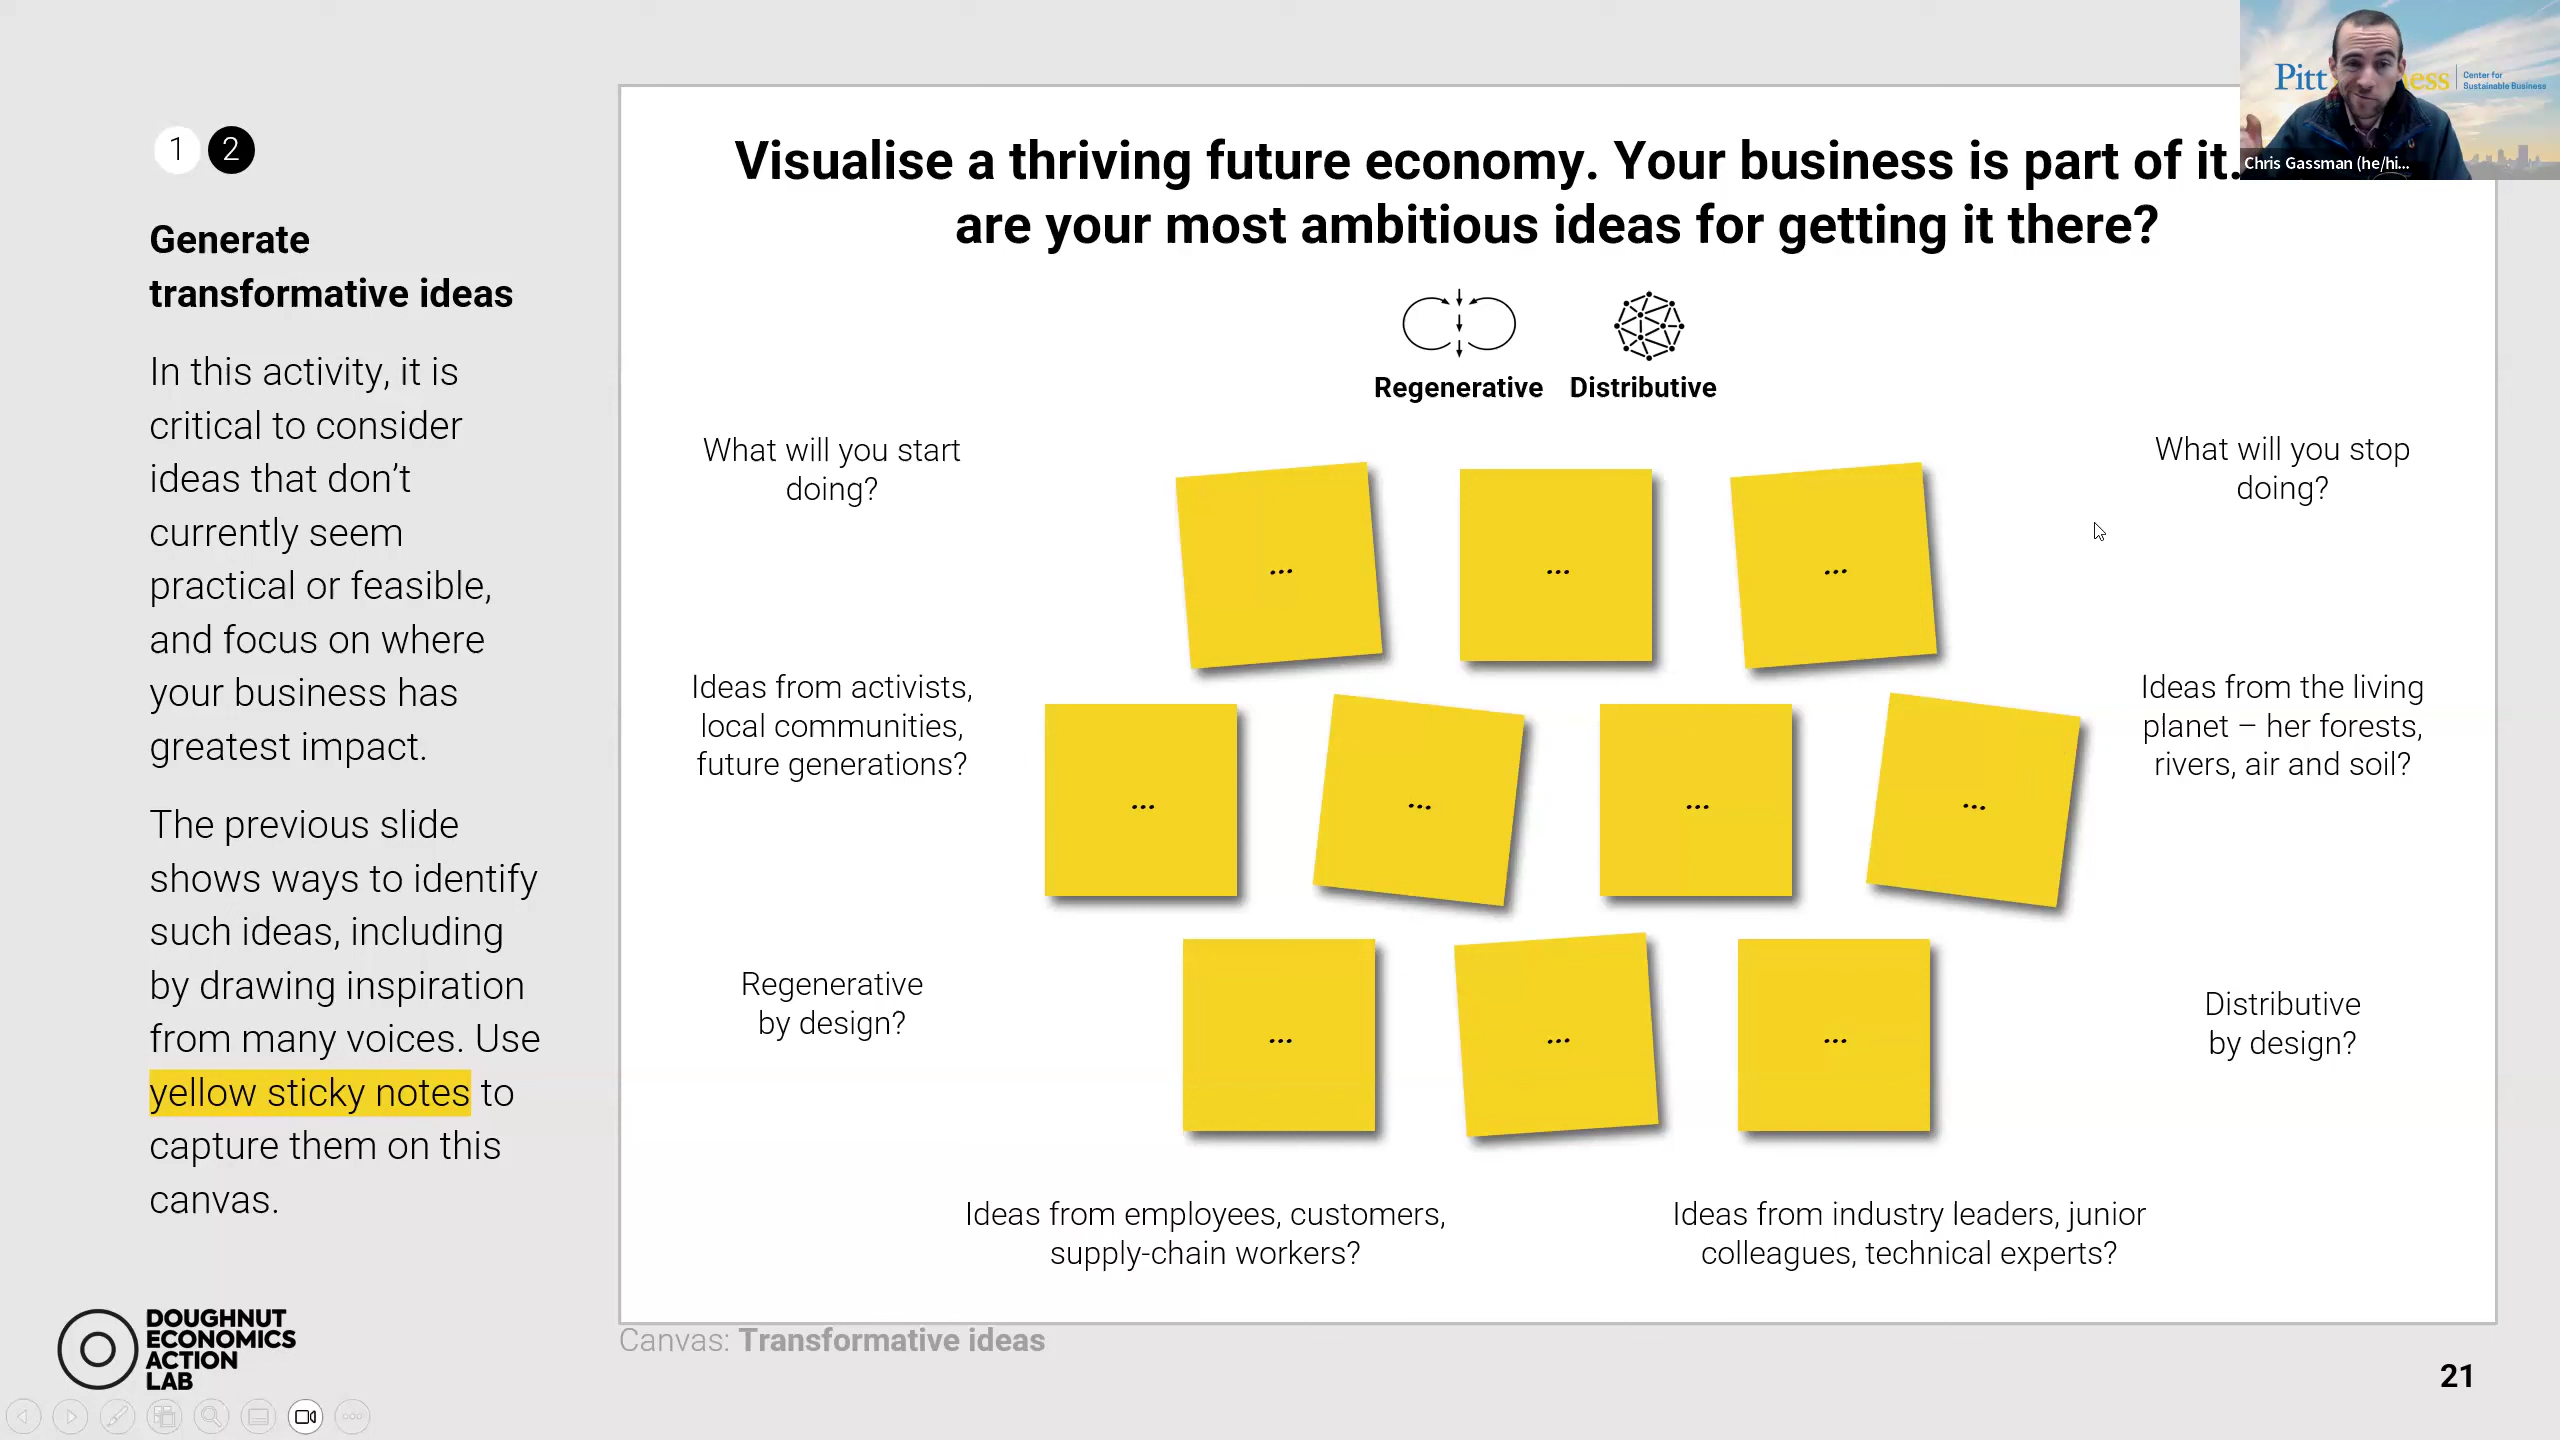 1 2
Generate
transformative ideas
In this activity, it is
critical to consider
ideas that don’t
currently seem
practical or feasible,
and focus on where
your business has
greatest impact.
The previous slide
shows ways to identify
such ideas, including
by drawing inspiration
from many voices. Use
yellow sticky notes to
capture them on this
canvas.
DOUGHNUT
ECONOMICS
ACTION
LAB
Visualise a thriving future economy. Your business is part of it.
are your most ambitious ideas for getting it there?
Regenerative Distributive
What will you start
doing?
What will you stop
doing?
... ... ...
Ideas from activists,
local communities,
future generations?
Ideas from the living
planet – her forests,
rivers, air and soil?
... ... ... ...
Regenerative
by design?
Distributive
by design?
... ... ...
Ideas from employees, customers,
supply-chain workers?
Ideas from industry leaders, junior
colleagues, technical experts?
Canvas: Transformative ideas
21
Pitt ess
Center for
Sustainable Business
Chris Gassman (he/hi...